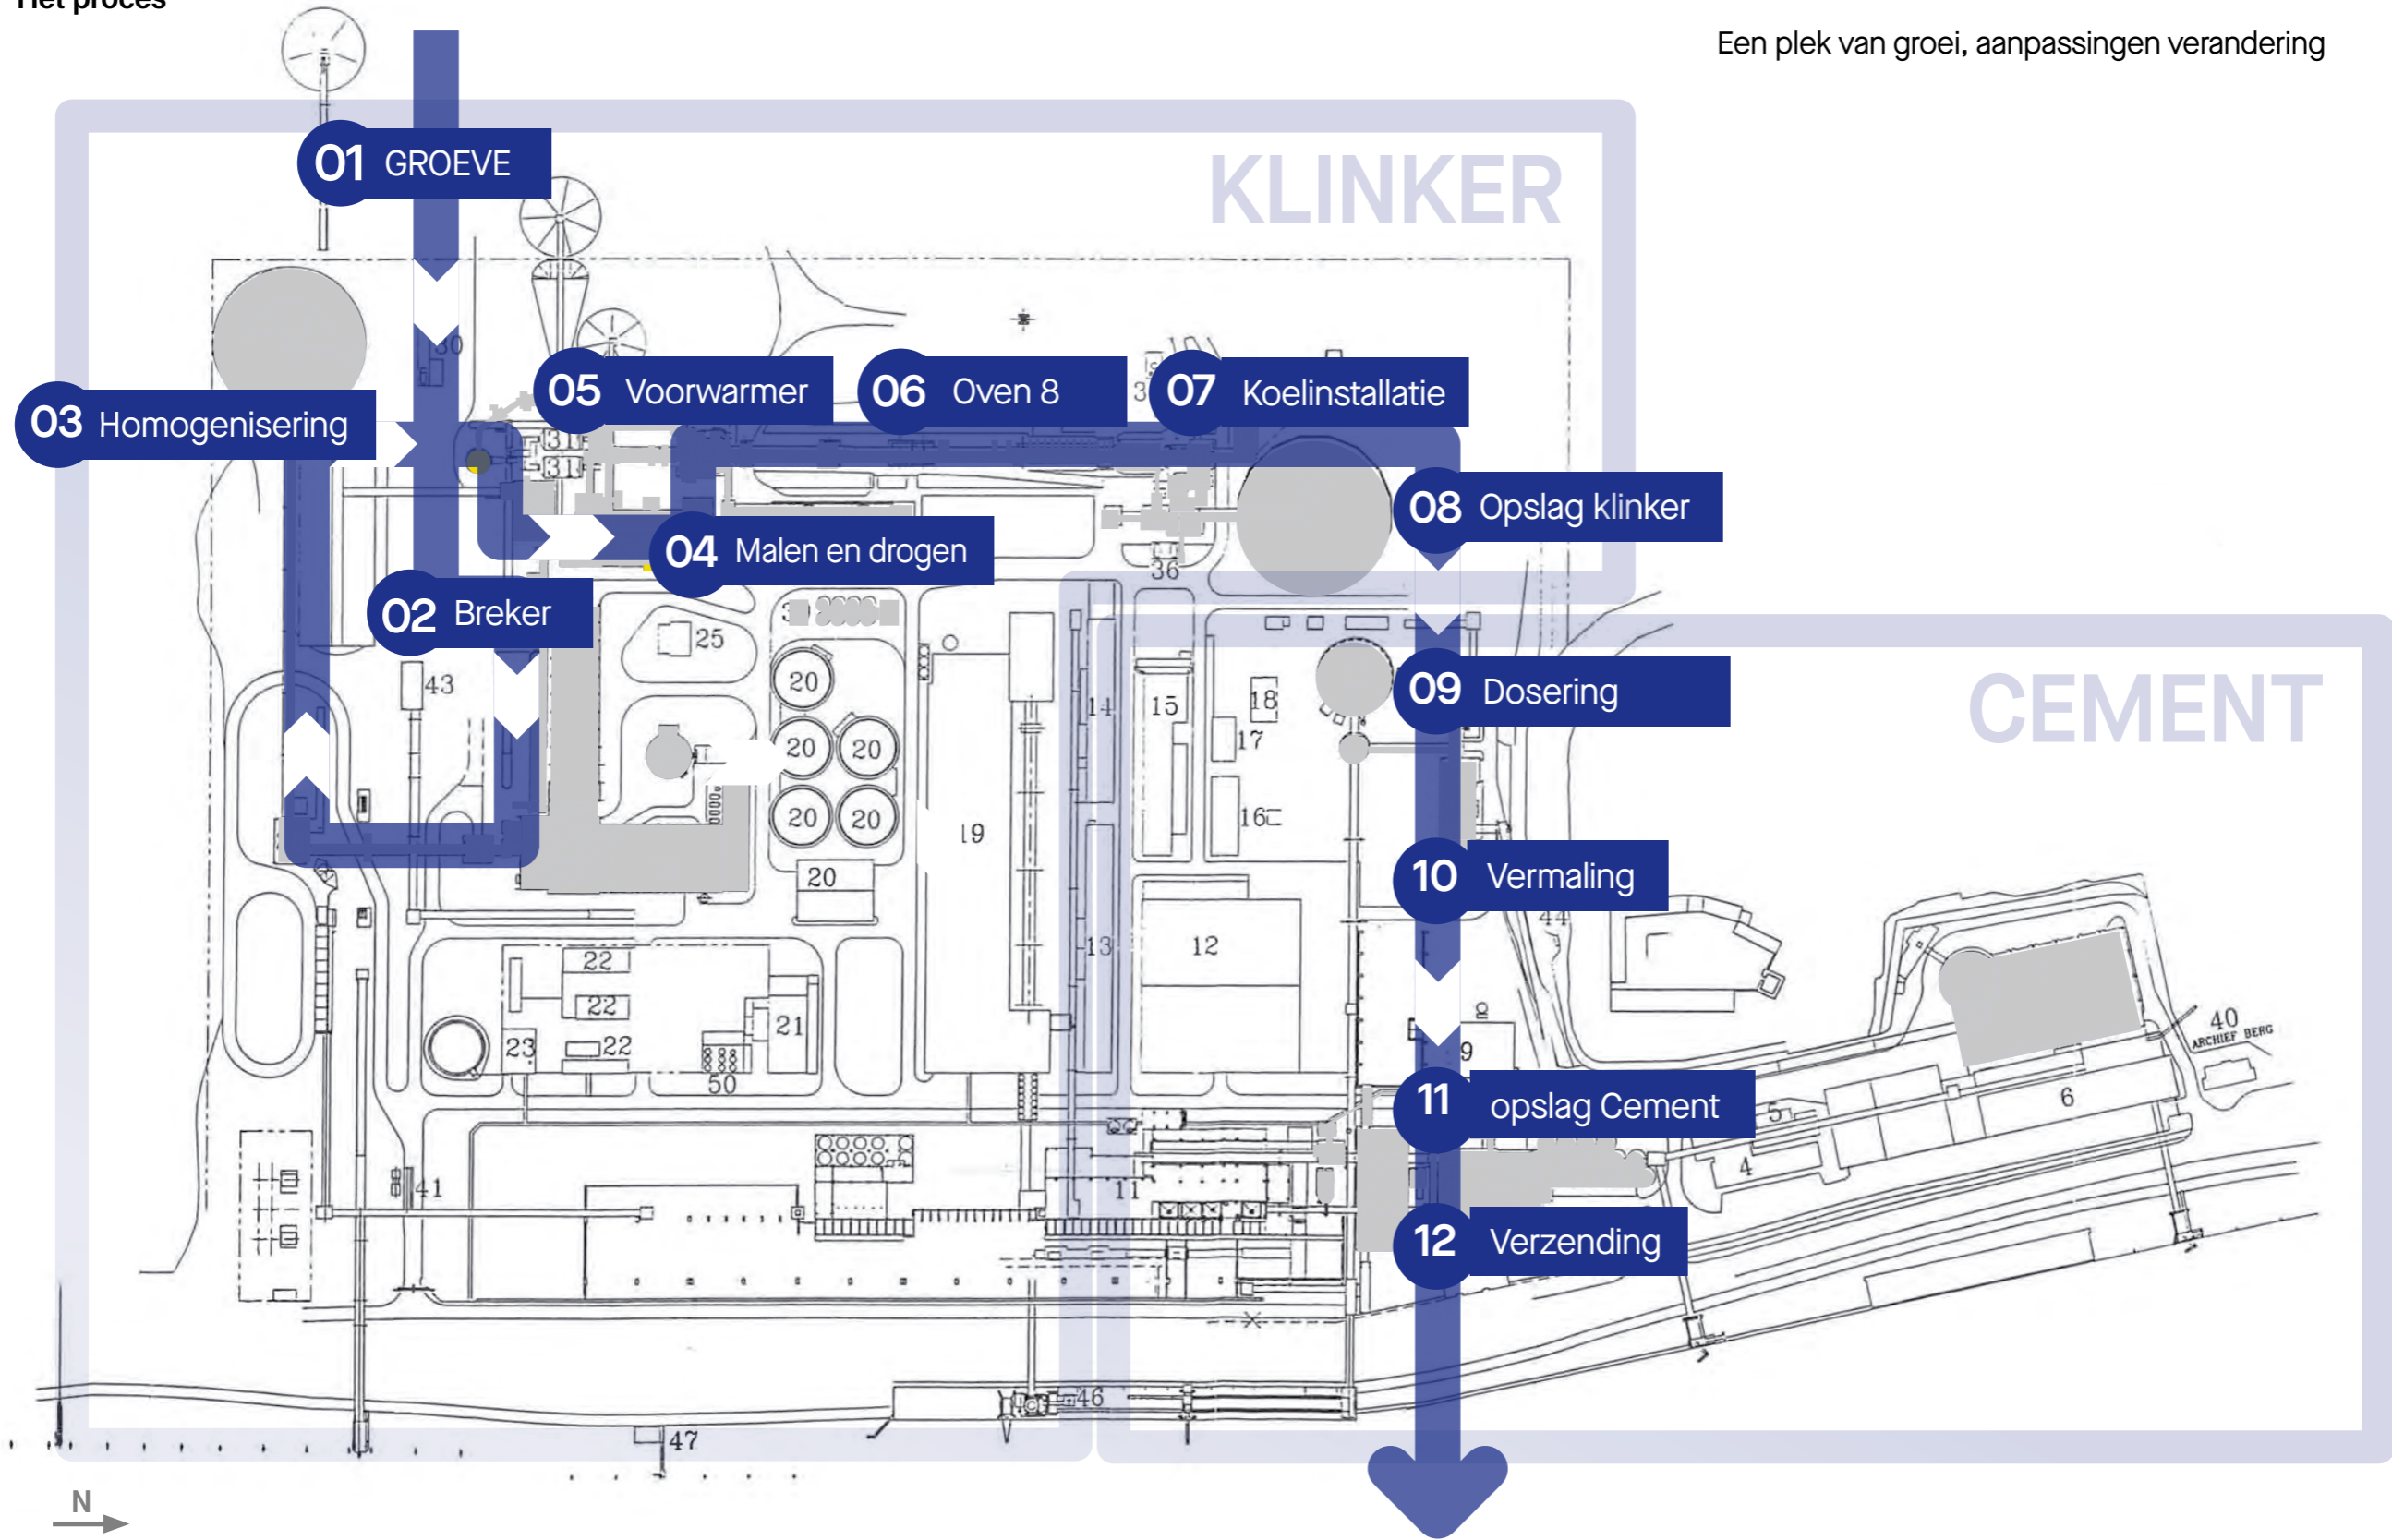 Het proces
Een plek van groei, aanpassingen verandering
01 GROEVE
KLINKER
03 Homogenisering
05 Voorwarmer
06 Oven 8
07 Koelinstallatie
08 Opslag klinker
04 Malen en drogen
02 Breker
36
25
43
20
20
20
20
20
20
19
14
15
18
17
16
09 Dosering
CEMENT
10 Vermaling
44
13
12
22
22
22
23
21
50
9
40
ARCHIEF BERG
11 opslag Cement
5
6
4
41
11
12 Verzending
46
47
N